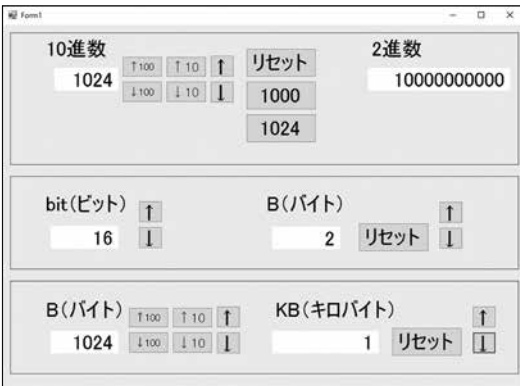 Form1
10進数 2進数
1024 ↑100 ↑10 ↑ リセット 10000000000
↓100 ↓10 ↓ 1000
1024
bit(ビット) ↑ B(バイト) ↑
16 ↓ 2 リセット ↓
B(バイト) ↑100 ↑10 ↑ KB(キロバイト) ↑
1024 ↓100 ↓10 ↓ 1 リセット ↓